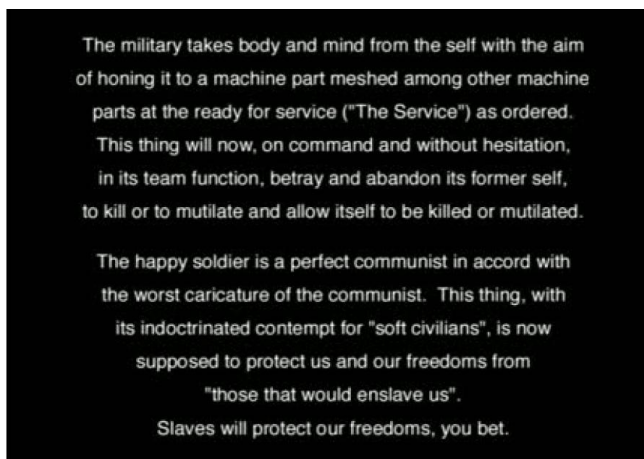 The military takes body and mind from the self with the aim
of honing it to a machine part meshed among other machine
parts at the ready for service ("The Service") as ordered.
This thing will now, on command and without hesitation,
in its team function, betray and abandon its former self,
to kill or to mutilate and allow itself to be killed or mutilated.
The happy soldier is a perfect communist in accord with
the worst caricature of the communist.  This thing, with
its indoctrinated contempt for "soft civilians", is now
supposed to protect us and our freedoms from
"those that would enslave us".
Slaves will protect our freedoms, you bet.